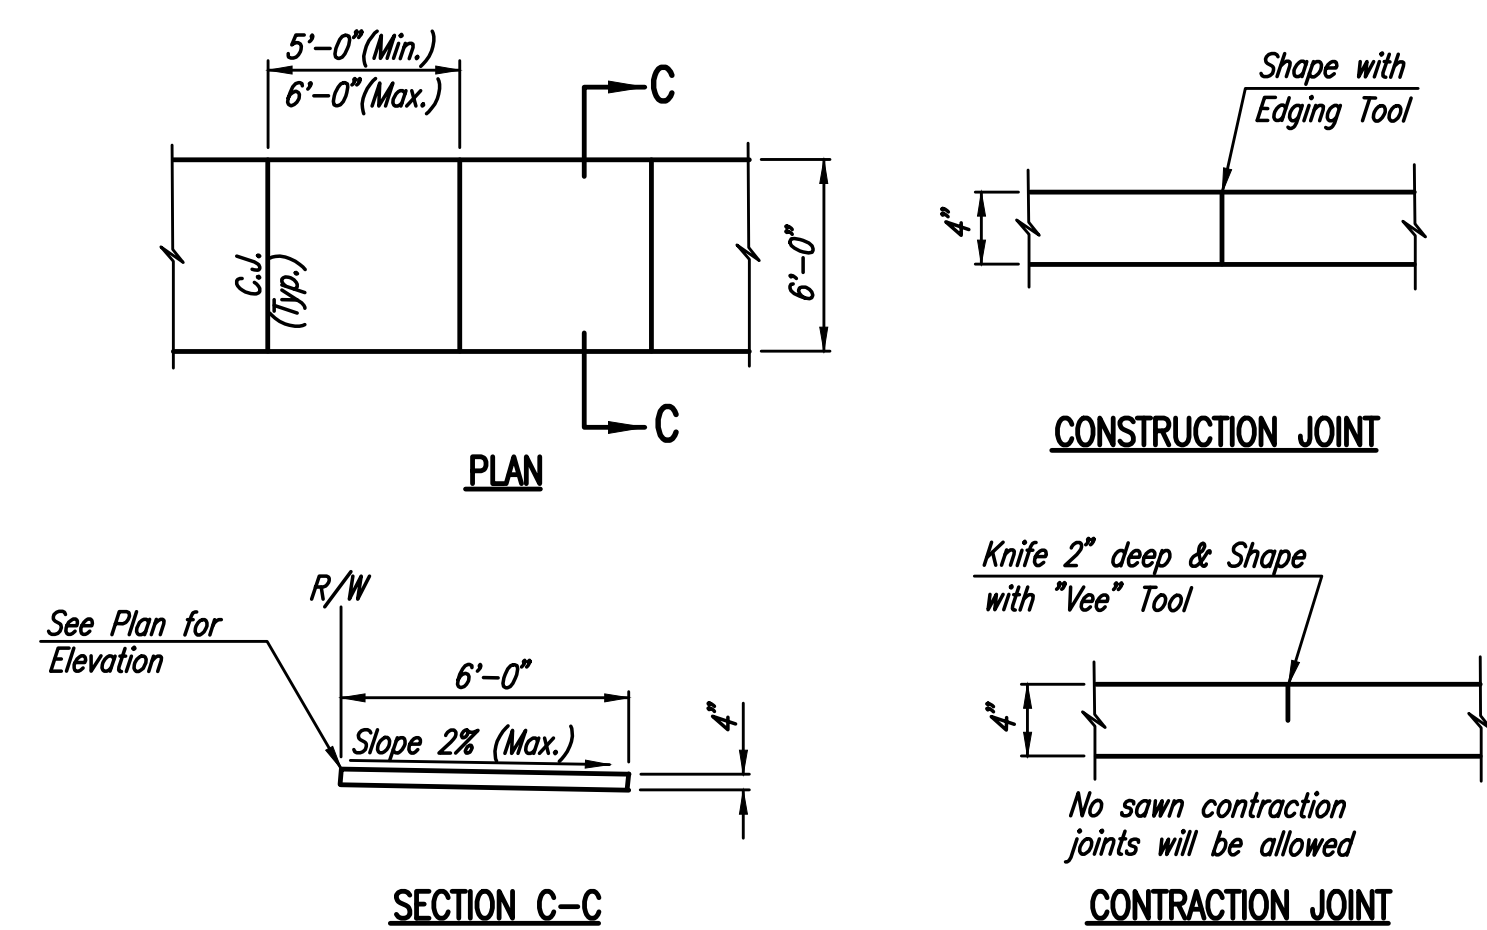 5'-0"(Min.)
6'-0"(Max.)
C
C.J.
(Typ.)
6'-0"
C
PLAN
Shape with
Edging Tool
4"
CONSTRUCTION JOINT
R/W
See Plan for
Elevation
6'-0"
Slope 2% (Max.)
4"
SECTION C-C
Knife 2" deep & Shape
with "Vee" Tool
4"
No sawn contraction
joints will be allowed
CONTRACTION JOINT